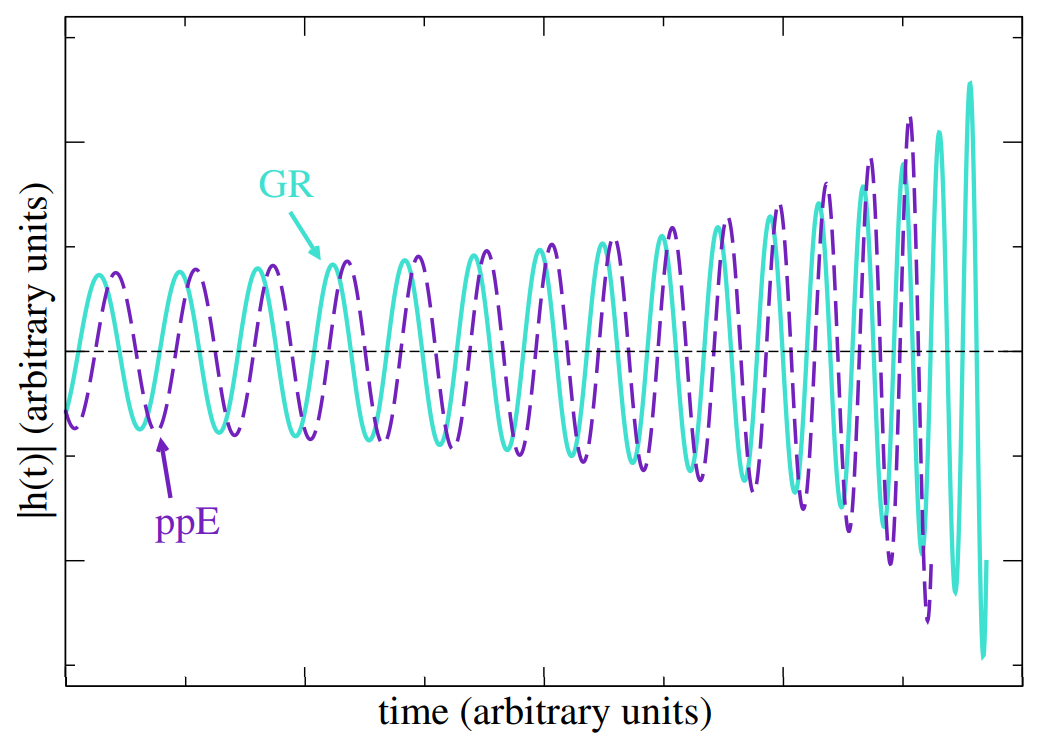 GR
|h(t)| (arbitrary units)
ppE
time (arbitrary units)